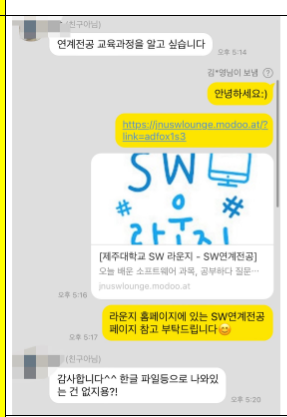 (친구아님)
연계전공 교육과정을 알고 싶습니다
오후 5:14
김*영님이 보냄 ?
안녕하세요:)
https://jnuswlounge.modoo.at/?
link=adfox1s3
SW
라운지
[제주대학교 SW 라운지 - SW연계전공]
오늘 배운 소프트웨어 과목, 공부하다 질문…
jnuswlounge.modoo.at
오후 5:16
라운지 홈페이지에 있는 SW연계전공
페이지 참고 부탁드립니다😊
오후 5:17
(친구아님)
감사합니다^^ 한글 파일등으로 나와있
는 건 없지용?!
오후 5:20